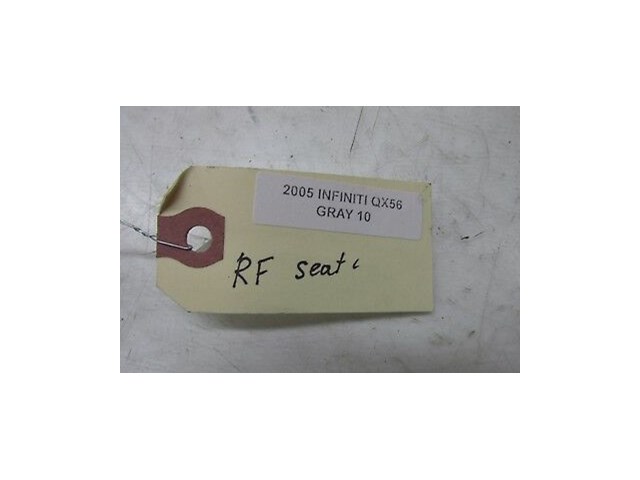 2005 INFINITI QX56
GRAY 10
RF seat